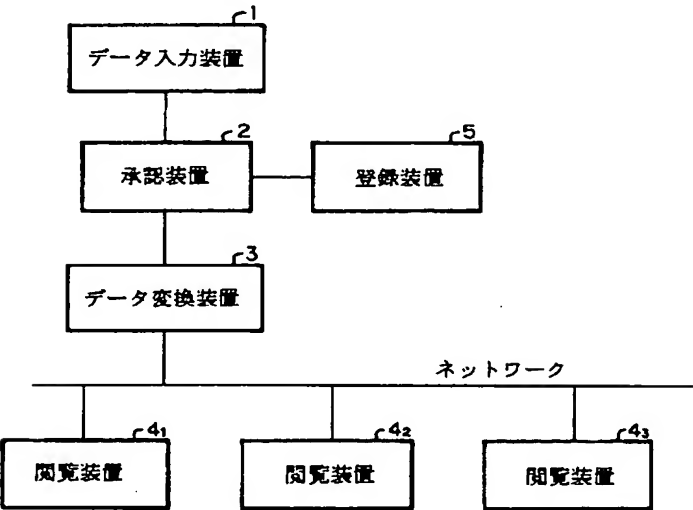 1
データ入力装置
2
承認装置
5
登録装置
3
データ変換装置
ネットワーク
4₁
閲覧装置
4₂
閲覧装置
4₃
閲覧装置